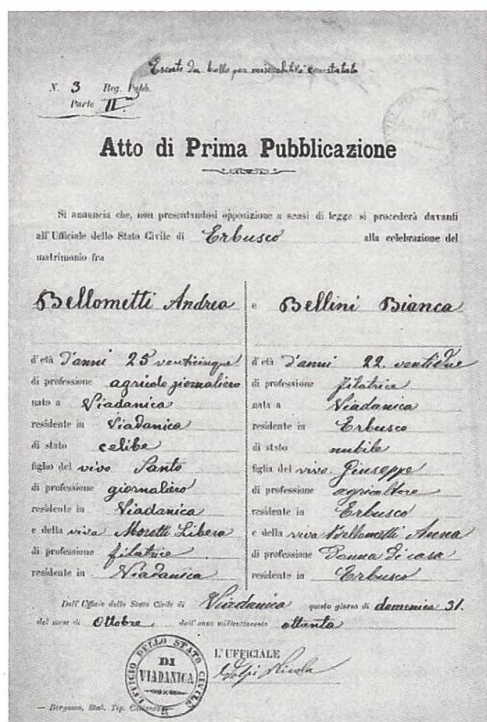 Esente da bollo per miserabilità constatata
N. 3 Reg. Pubb.
Parte II
Atto di Prima Pubblicazione
Si annuncia che, non presentandosi opposizione a sensi di legge si procederà davanti
all'Ufficiale dello Stato Civile di Erbusco alla celebrazione del
matrimonio fra
Bellometti Andrea e Bellini Bianca
d'età d'anni 25 venticinque
di professione agricolo giornaliero
nato a Viadanica
residente in Viadanica
di stato celibe
figlio del vivo Santo
di professione giornaliero
residente in Viadanica
e della viva Morotti Libera
di professione filatrice
residente in Viadanica
d'età d'anni 22. ventidue
di professione filatrice
nata a Viadanica
residente in Erbusco
di stato nubile
figlia del vivo Giuseppe
di professione agricoltore
residente in Erbusco
e della viva Bellometti Anna
di professione Donna di casa
residente in Erbusco
Dall'Ufficio dello Stato Civile di Viadanica questo giorno di domenica 31.
del mese di Ottobre dell'anno milleottocento ottanta
L'UFFICIALE
UFFICIO DELLO STATO CIVILE
DI
VIADANICA
— Bergamo, Stab. Tip.